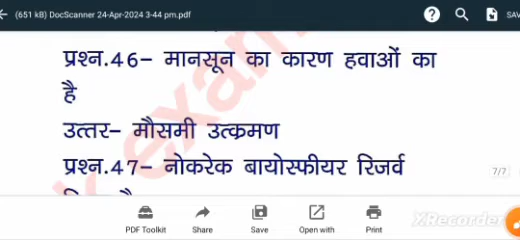 (651 kB) DocScanner 24-Apr-2024 3-44 pm.pdf
SAV
प्रश्न.46- मानसून का कारण हवाओं का
है
उत्तर- मौसमी उत्क्रमण
प्रश्न.47- नोकरेक बायोस्फीयर रिजर्व
7/7
PDF Toolkit Share Save Open with Print
XRecorder